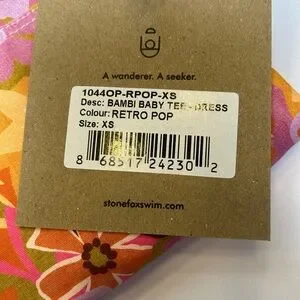 A wanderer. A seeker.
1044OP-RPOP-XS
Desc: BAMBI BABY TEE - DRESS
Colour: RETRO POP
Size: XS
8 68517 24230 2
stonefoxswim.com